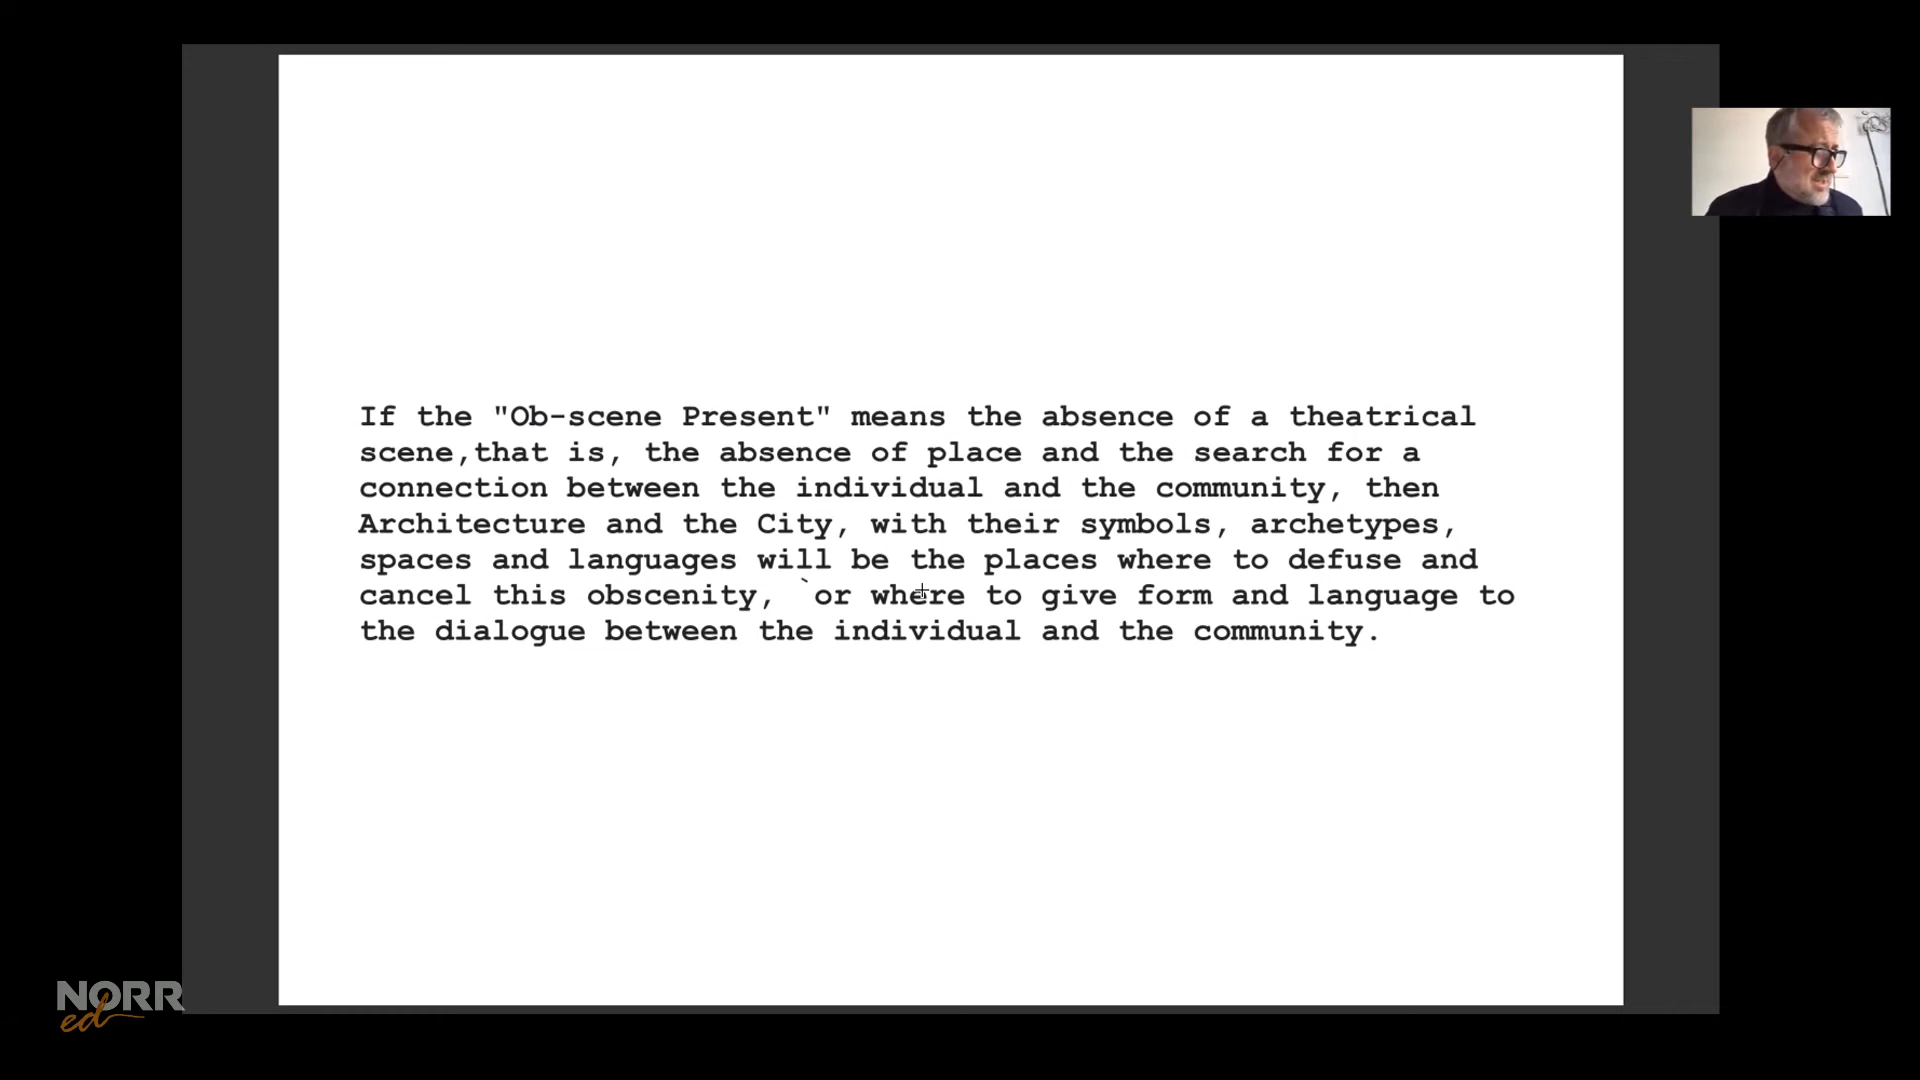 If the "Ob-scene Present" means the absence of a theatrical
scene,that is, the absence of place and the search for a
connection between the individual and the community, then
Architecture and the City, with their symbols, archetypes,
spaces and languages will be the places where to defuse and
cancel this obscenity, `or where to give form and language to
the dialogue between the individual and the community.
NORR
ed